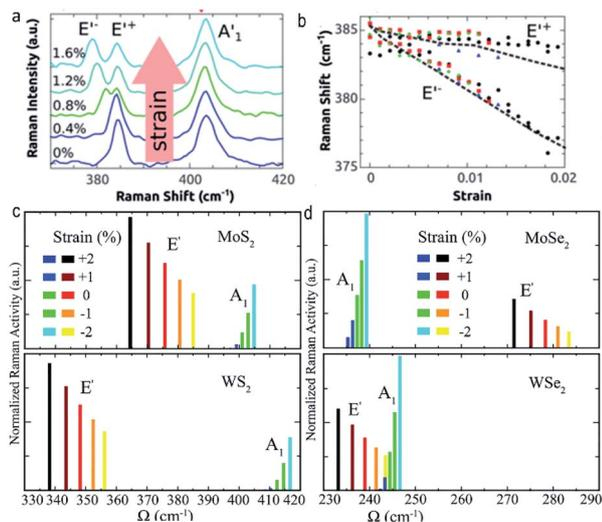 a
E'- E'+ A'1
1.6%
1.2%
0.8%
0.4%
0%
strain
Raman Intensity (a.u.)
380 400 420
Raman Shift (cm-1)
b
E'+
E'-
385
380
375
Raman Shift (cm-1)
0 0.01 0.02
Strain
c
Strain (%)
MoS2
+2
+1
0
-1
-2
E'
A1
WS2
E'
A1
Normalized Raman Activity (a.u.)
330 340 350 360 370 380 390 400 410
Ω (cm-1)
d
Strain (%)
MoSe2
+2
+1
0
-1
-2
A1
E'
WSe2
E'
A1
Normalized Raman Activity (a.u.)
230 240 250 260 270 280 290
Ω (cm-1)